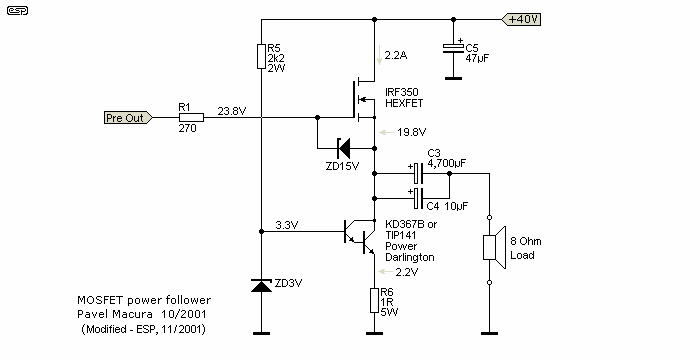 esp
+40V
R5
2k2
2W
2.2A
C5
47µF
+
IRF350
HEXFET
Pre Out
R1
270
23.8V
19.8V
ZD15V
+
C3
4,700µF
+
C4 10µF
3.3V
KD367B or
TIP141
Power
Darlington
8 Ohm
Load
2.2V
ZD3V
R6
1R
5W
MOSFET power follower
Pavel Macura 10/2001
(Modified - ESP, 11/2001)